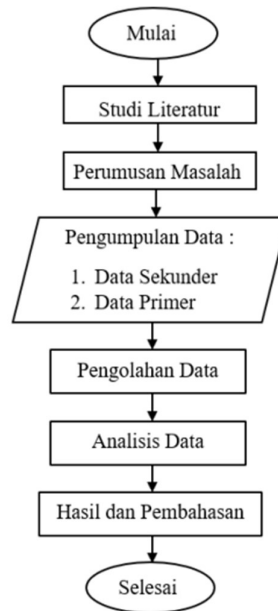 Mulai
Studi Literatur
Perumusan Masalah
Pengumpulan Data :
1. Data Sekunder
2. Data Primer
Pengolahan Data
Analisis Data
Hasil dan Pembahasan
Selesai